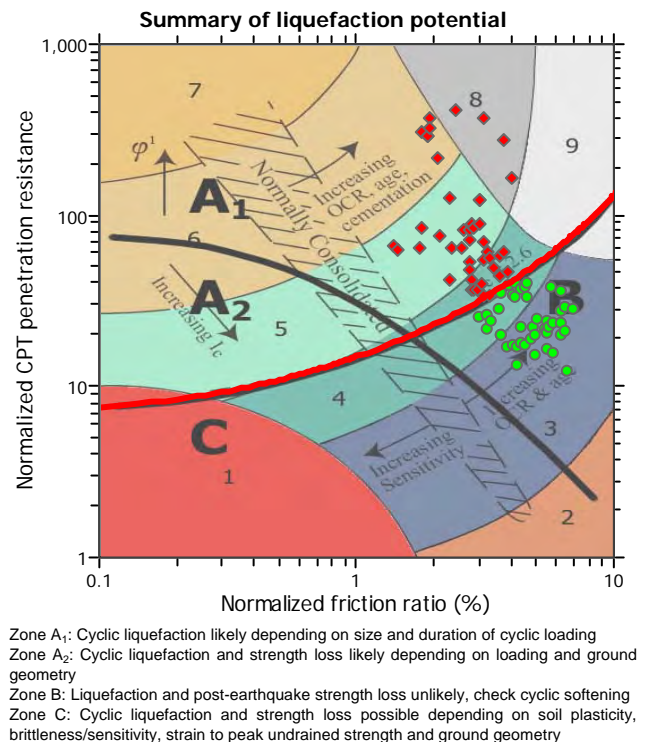 Summary of liquefaction potential
Normalized CPT penetration resistance
1,000
100
10
1
0.1
1
10
Normalized friction ratio (%)
7
8
9
φ¹
A1
Normally Consolidated
Increasing
OCR, age,
cementation
6
A2
Increasing Ic
5
2.6
B
4
Increasing
OCR & age
Increasing
Sensitivity
C
1
3
2
Zone A1: Cyclic liquefaction likely depending on size and duration of cyclic loading
Zone A2: Cyclic liquefaction and strength loss likely depending on loading and ground
geometry
Zone B: Liquefaction and post-earthquake strength loss unlikely, check cyclic softening
Zone C: Cyclic liquefaction and strength loss possible depending on soil plasticity,
brittleness/sensitivity, strain to peak undrained strength and ground geometry